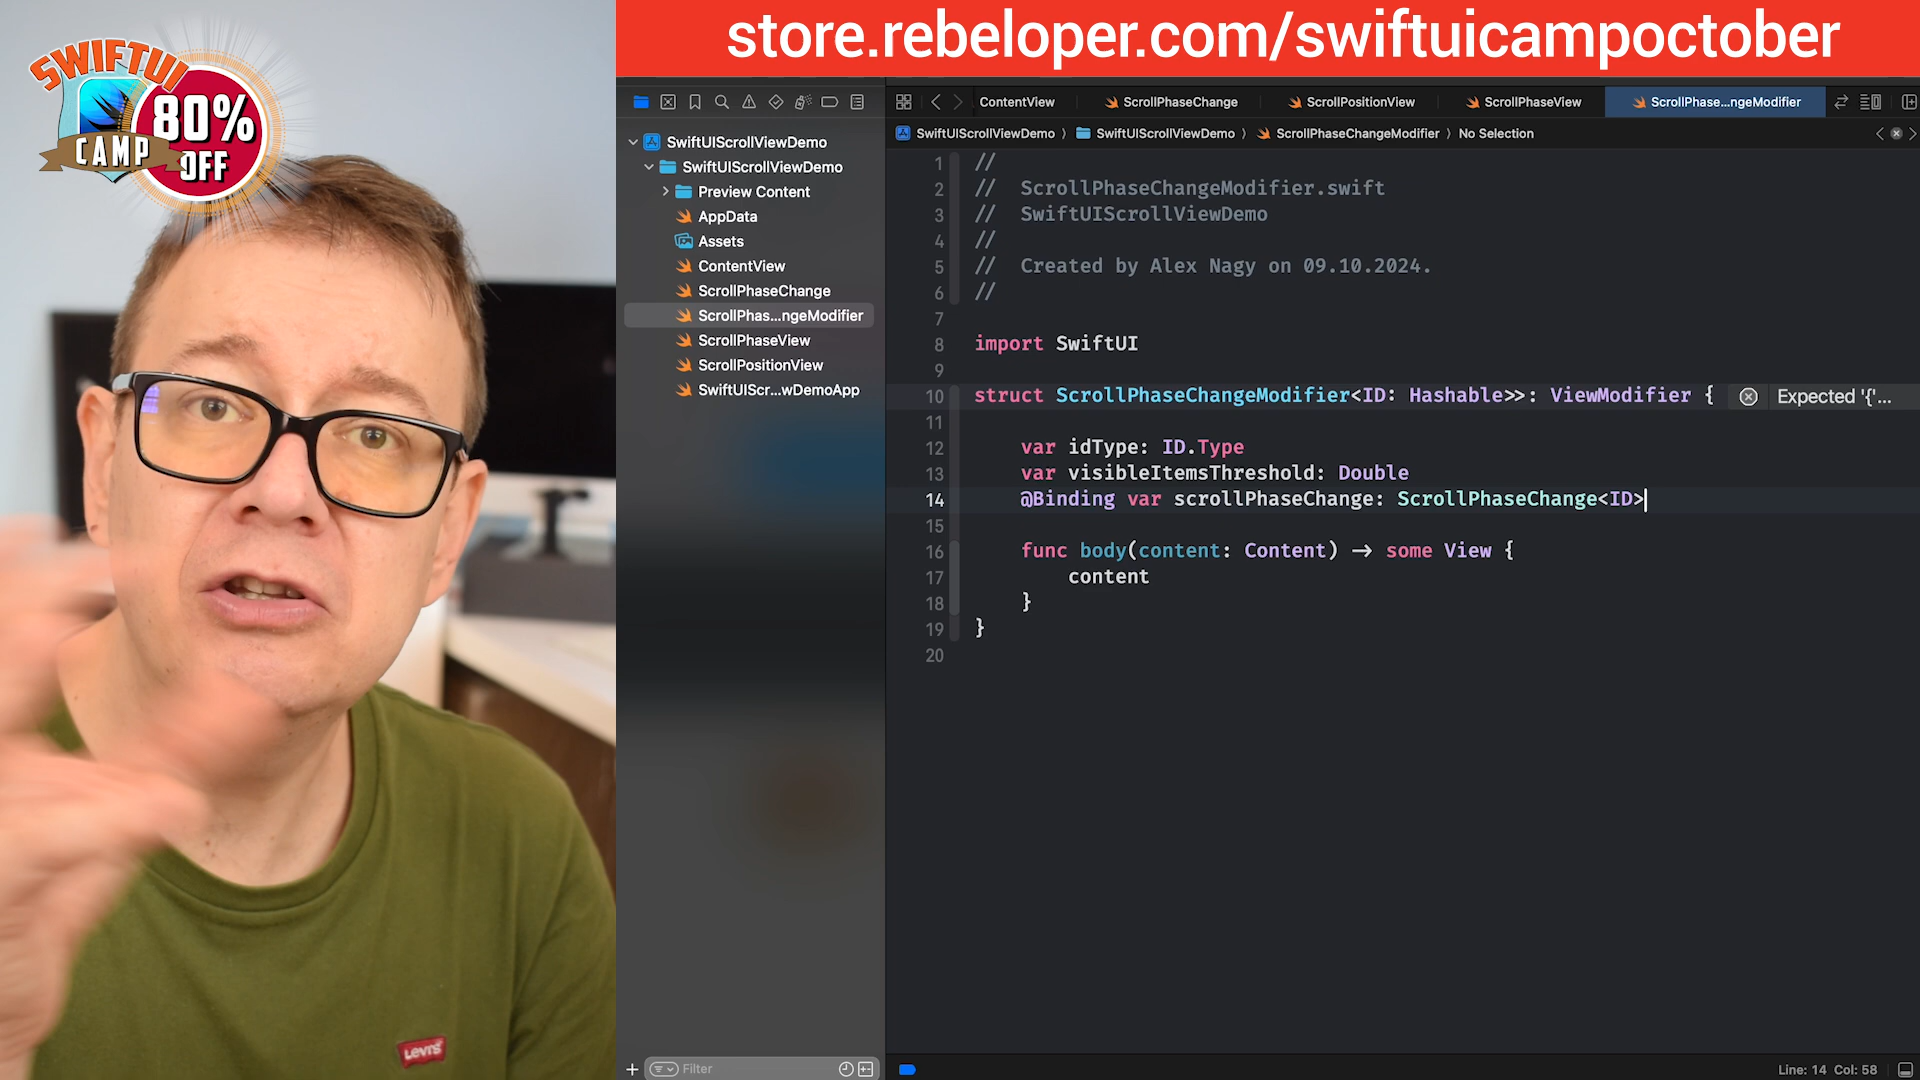 store.rebeloper.com/swiftuicampoctober
SWIFTUI
CAMP
80%
OFF
ContentView
ScrollPhaseChange
ScrollPositionView
ScrollPhaseView
ScrollPhase...ngeModifier
SwiftUIScrollViewDemo
SwiftUIScrollViewDemo
ScrollPhaseChangeModifier
No Selection
SwiftUIScrollViewDemo
SwiftUIScrollViewDemo
Preview Content
AppData
Assets
ContentView
ScrollPhaseChange
ScrollPhas...ngeModifier
ScrollPhaseView
ScrollPositionView
SwiftUIScr...wDemoApp
Filter
1 //
2 // ScrollPhaseChangeModifier.swift
3 // SwiftUIScrollViewDemo
4 //
5 // Created by Alex Nagy on 09.10.2024.
6 //
7
8 import SwiftUI
9
10 struct ScrollPhaseChangeModifier<ID: Hashable>>: ViewModifier { Expected '{'...
11
12 var idType: ID.Type
13 var visibleItemsThreshold: Double
14 @Binding var scrollPhaseChange: ScrollPhaseChange<ID>
15
16 func body(content: Content) -> some View {
17 content
18 }
19 }
20
Line: 14 Col: 58
Levi's